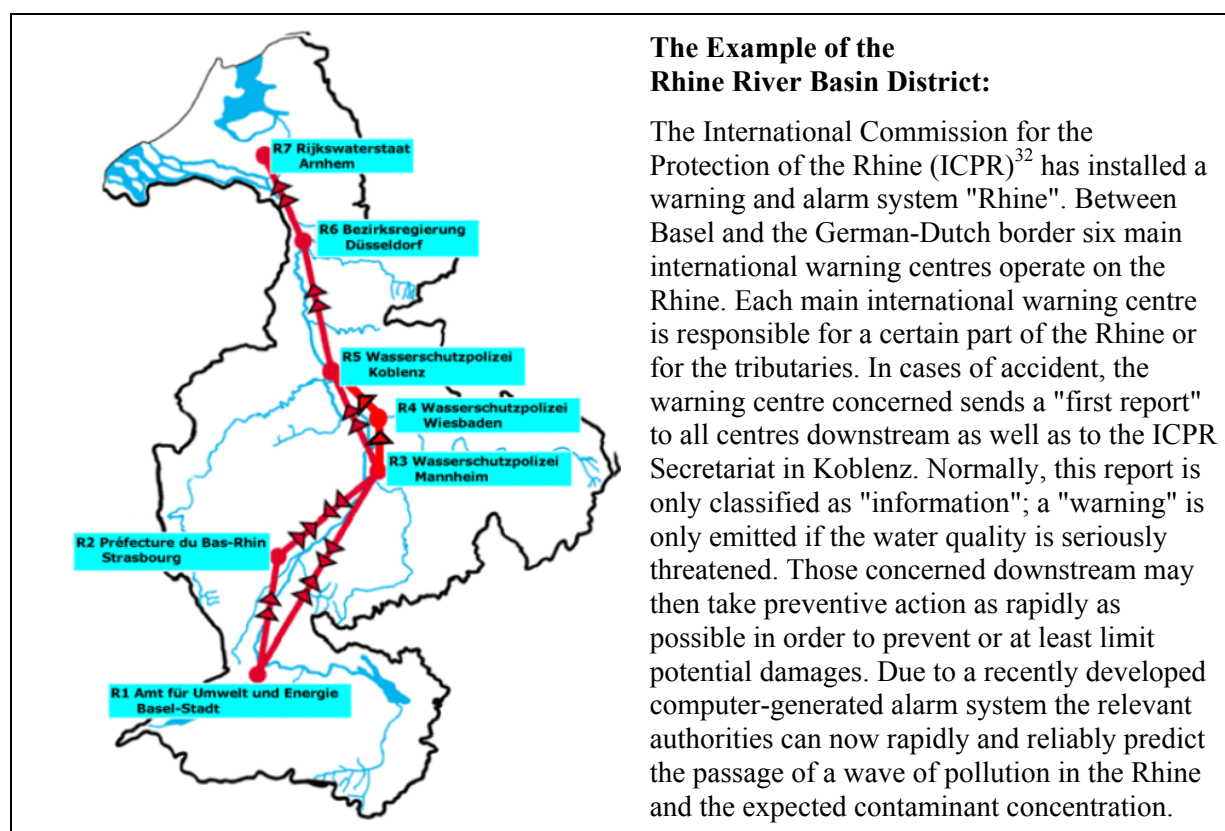 The Example of the
Rhine River Basin District:
The International Commission for the
Protection of the Rhine (ICPR)32 has installed a
warning and alarm system "Rhine". Between
Basel and the German-Dutch border six main
international warning centres operate on the
Rhine. Each main international warning centre
is responsible for a certain part of the Rhine or
for the tributaries. In cases of accident, the
warning centre concerned sends a "first report"
to all centres downstream as well as to the ICPR
Secretariat in Koblenz. Normally, this report is
only classified as "information"; a "warning" is
only emitted if the water quality is seriously
threatened. Those concerned downstream may
then take preventive action as rapidly as
possible in order to prevent or at least limit
potential damages. Due to a recently developed
computer-generated alarm system the relevant
authorities can now rapidly and reliably predict
the passage of a wave of pollution in the Rhine
and the expected contaminant concentration.
R7 Rijkswaterstaat
Arnhem
R6 Bezirksregierung
Düsseldorf
R5 Wasserschutzpolizei
Koblenz
R4 Wasserschutzpolizei
Wiesbaden
R3 Wasserschutzpolizei
Mannheim
R2 Préfecture du Bas-Rhin
Strasbourg
R1 Amt für Umwelt und Energie
Basel-Stadt